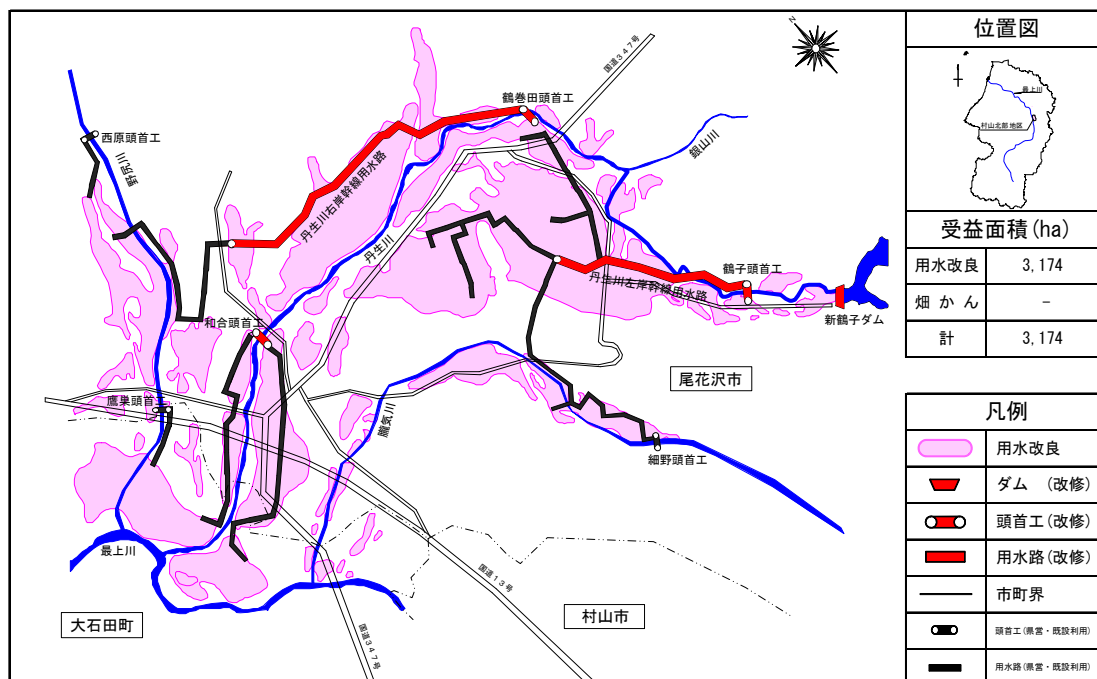 国道347号
N
鶴巻田頭首工
西原頭首工
野尻川
銀山川
丹生川右岸幹線用水路
丹生川
鶴子頭首工
丹生川左岸幹線用水路
新鶴子ダム
和合頭首工
尾花沢市
鷹巣頭首工
朧気川
細野頭首工
最上川
国道13号
大石田町
村山市
国道347号
位置図
最上川
村山北部地区
受益面積(ha)
用水改良 3,174
畑かん －
計 3,174
凡例
用水改良
ダム (改修)
頭首工(改修)
用水路(改修)
市町界
頭首工(県営・既設利用)
用水路(県営・既設利用)